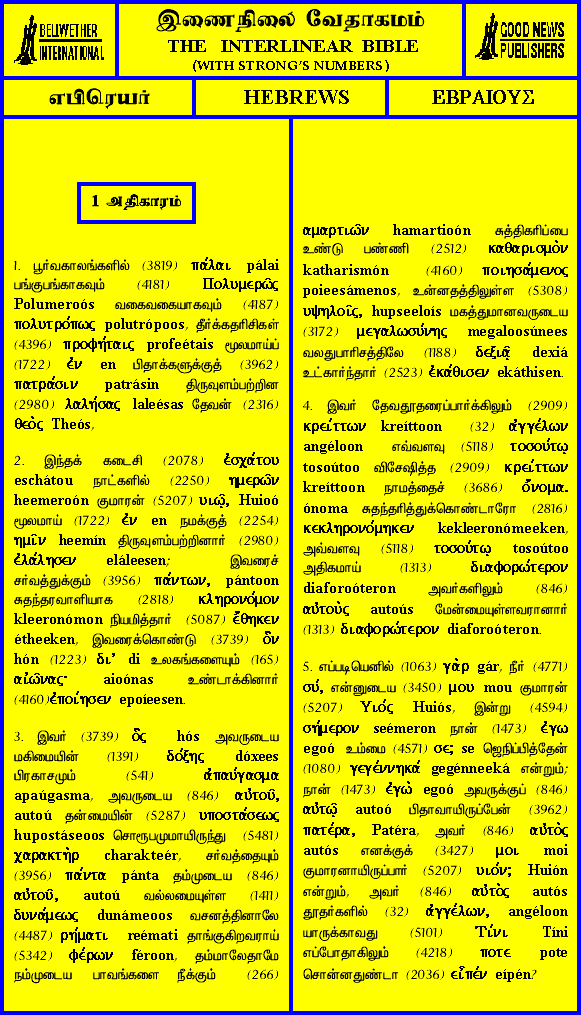 BELLWETHER
INTERNATIONAL
இணைநிலை வேதாகமம்
THE INTERLINEAR BIBLE
(WITH STRONG'S NUMBERS)
GOOD NEWS
PUBLISHERS
எபிரெயர்
HEBREWS
ΕΒΡΑΙΟΥΣ
1 அதிகாரம்
1. பூர்வகாலங்களில் (3819) πάλαι pálai
பங்குபங்காகவும் (4181) Πολυμερῶς
Polumeroós வகைவகையாகவும் (4187)
πολυτρόπως polutrópoos, தீர்க்கதரிசிகள்
(4396) προφήταις profeétais மூலமாய்ப்
(1722) ἐν en பிதாக்களுக்குத் (3962)
πατράσιν patrásin திருவுளம்பற்றின
(2980) λαλήσας laleésas தேவன் (2316)
θεὸς Theós,
2. இந்தக் கடைசி (2078) ἐσχάτου
eschátou நாட்களில் (2250) ημερῶν
heemeroón குமாரன் (5207) υιῷ, Huioó
மூலமாய் (1722) ἐν en நமக்குத் (2254)
ημῖν heemín திருவுளம்பற்றினார் (2980)
ἐλάλησεν eláleesen; இவரைச்
சர்வத்துக்கும் (3956) πάντων, pántoon
சுதந்தரவாளியாக (2818) κληρονόμον
kleeronómon நியமித்தார் (5087) ἔθηκεν
étheeken, இவரைக்கொண்டு (3739) ὃν
hón (1223) δι’ di உலகங்களையும் (165)
αἰῶνας· aioónas உண்டாக்கினார்
(4160)ἐποίησεν epoíeesen.
3. இவர் (3739) ὃς hós அவருடைய
மகிமையின் (1391) δόξης dóxees
பிரகாசமும் (541) ἀπαύγασμα
apaúgasma, அவருடைய (846) αὐτοῦ,
autoú தன்மையின் (5287) υποστάσεως
hupostáseoos சொரூபமுமாயிருந்து (5481)
χαρακτὴρ charakteér, சர்வத்தையும்
(3956) πάντα pánta தம்முடைய (846)
αὐτοῦ, autoú வல்லமையுள்ள (1411)
δυνάμεως dunámeoos வசனத்தினாலே
(4487) ρήματι reémati தாங்குகிறவராய்
(5342) φέρων féroon, தம்மாலேதாமே
நம்முடைய பாவங்களை நீக்கும் (266)
αμαρτιῶν hamartioón சுத்திகரிப்பை
உண்டு பண்ணி (2512) καθαρισμὸν
katharismón (4160) ποιησάμενος
poieesámenos, உன்னதத்திலுள்ள (5308)
υψηλοῖς, hupseeloís மகத்துமானவருடைய
(3172) μεγαλωσύνης megaloosúnees
வலதுபாரிசத்திலே (1188) δεξιᾷ dexiá
உட்கார்ந்தார் (2523) ἐκάθισεν ekáthisen.
4. இவர் தேவதூதரைப்பார்க்கிலும் (2909)
κρείττων kreíttoon (32) ἀγγέλων
angéloon எவ்வளவு (5118) τοσούτῳ
tosoútoo விசேஷித்த (2909) κρείττων
kreíttoon நாமத்தைச் (3686) ὄνομα.
ónoma சுதந்தரித்துக்கொண்டாரோ (2816)
κεκληρονόμηκεν kekleeronómeeken,
அவ்வளவு (5118) τοσούτῳ tosoútoo
அதிகமாய் (1313) διαφορώτερον
diaforoóteron அவர்களிலும் (846)
αὐτοὺς autoús மேன்மையுள்ளவரானார்
(1313) διαφορώτερον diaforoóteron.
5. எப்படியெனில் (1063) γὰρ gár, நீர் (4771)
σύ, என்னுடைய (3450) μου mou குமாரன்
(5207) Υιός Huiós, இன்று (4594)
σήμερον seémeron நான் (1473) ἐγω
egoó உம்மை (4571) σε; se ஜெநிப்பித்தேன்
(1080) γεγέννηκά gegénneeká என்றும்;
நான் (1473) ἐγὼ egoó அவருக்குப் (846)
αὐτῷ autoó பிதாவாயிருப்பேன் (3962)
πατέρα, Patéra, அவர் (846) αὐτὸς
autós எனக்குக் (3427) μοι moi
குமாரனாயிருப்பார் (5207) υιόν; Huión
என்றும், அவர் (846) αὐτὸς autós
தூதர்களில் (32) ἀγγέλων, angéloon
யாருக்காவது (5101) Τίνι Tíni
எப்போதாகிலும் (4218) ποτε pote
சொன்னதுண்டா (2036) εἶπέν eípén?